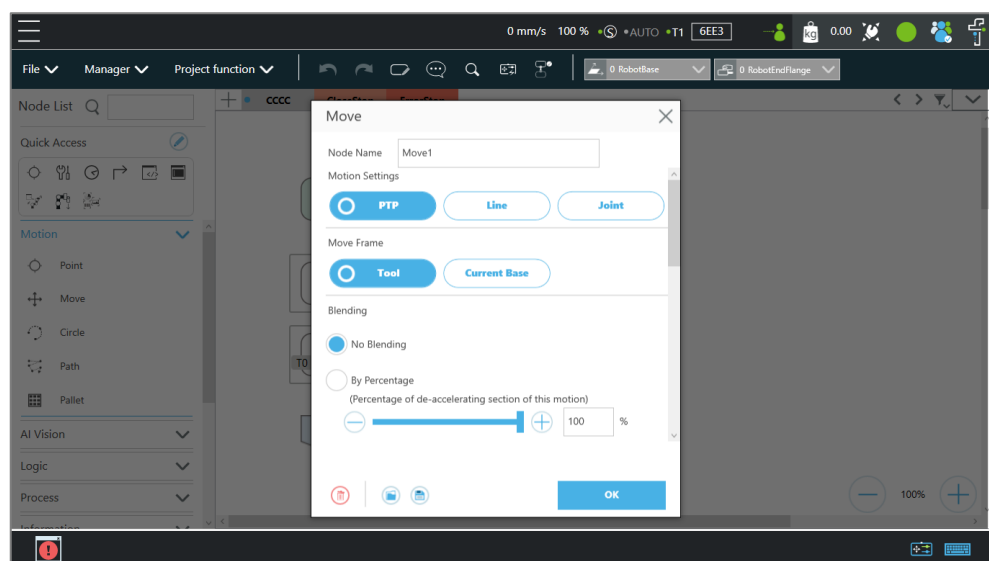 0 mm/s 100 % S AUTO T1 6EE3 kg 0.00
File Manager Project function 0 RobotBase 0 RobotEndFlange
Node List
cccc
Quick Access
Motion
Point
Move
Circle
Path
Pallet
AI Vision
Logic
Process
Information
T0
Move
Node Name Move1
Motion Settings
PTP Line Joint
Move Frame
Tool Current Base
Blending
No Blending
By Percentage
(Percentage of de-accelerating section of this motion)
100 %
OK
100%